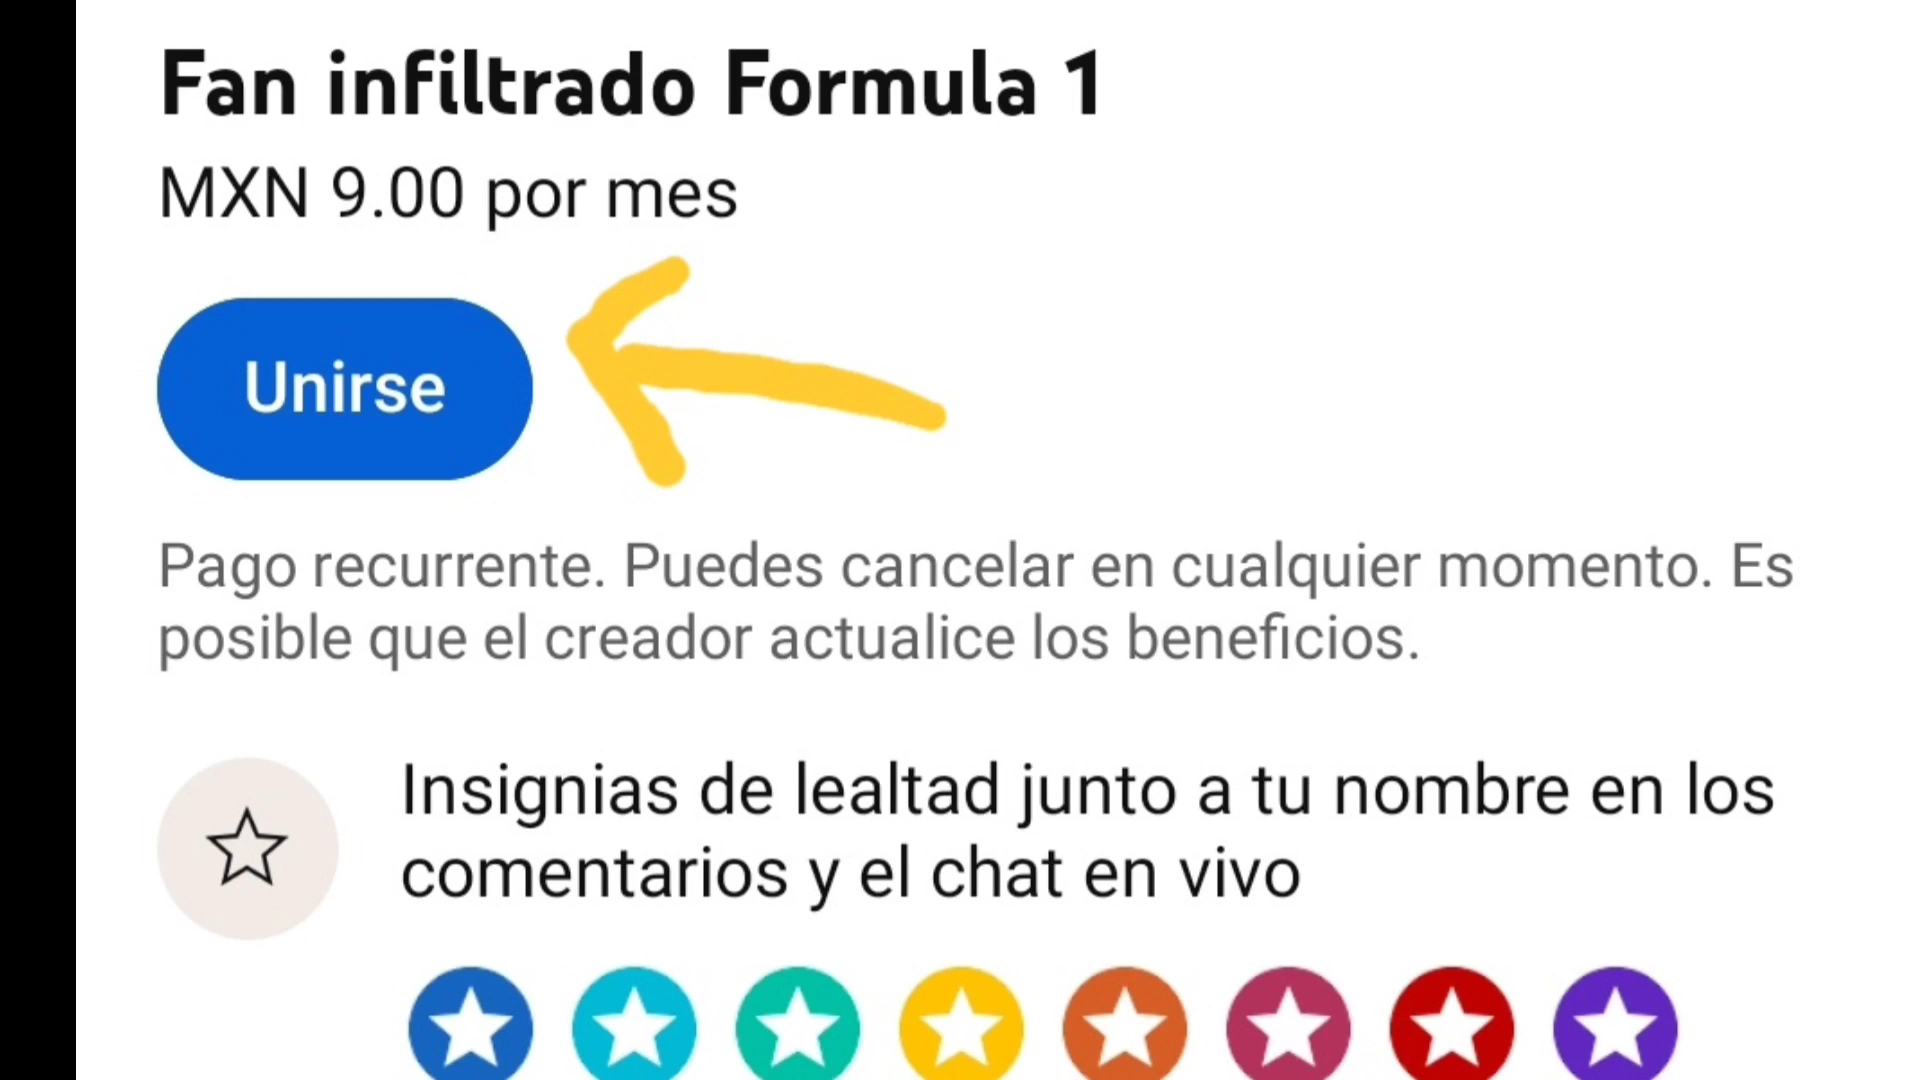 Fan infiltrado Formula 1
MXN 9.00 por mes
Unirse
Pago recurrente. Puedes cancelar en cualquier momento. Es
posible que el creador actualice los beneficios.
Insignias de lealtad junto a tu nombre en los
comentarios y el chat en vivo